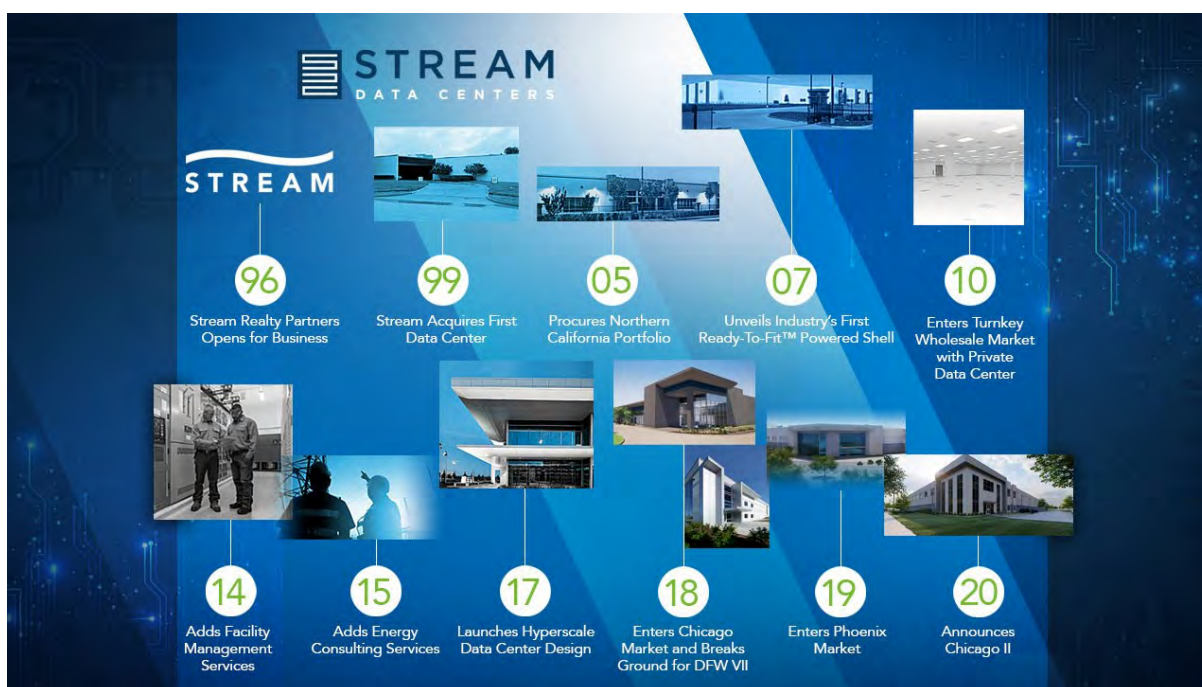 STREAM
DATA CENTERS
STREAM
96
Stream Realty Partners
Opens for Business
99
Stream Acquires First
Data Center
05
Procures Northern
California Portfolio
07
Unveils Industry's First
Ready-To-Fit™ Powered Shell
10
Enters Turnkey
Wholesale Market
with Private
Data Center
14
Adds Facility
Management
Services
15
Adds Energy
Consulting Services
17
Launches Hyperscale
Data Center Design
18
Enters Chicago
Market and Breaks
Ground for DFW VII
19
Enters Phoenix
Market
20
Announces
Chicago II